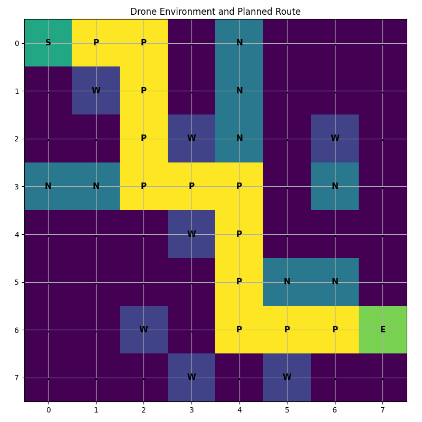 Drone Environment and Planned Route
0 S P P N
1 W P N
2 P W N W
3 N N P P P N
4 W P
5 P N N
6 W P P P E
7 W W
0 1 2 3 4 5 6 7